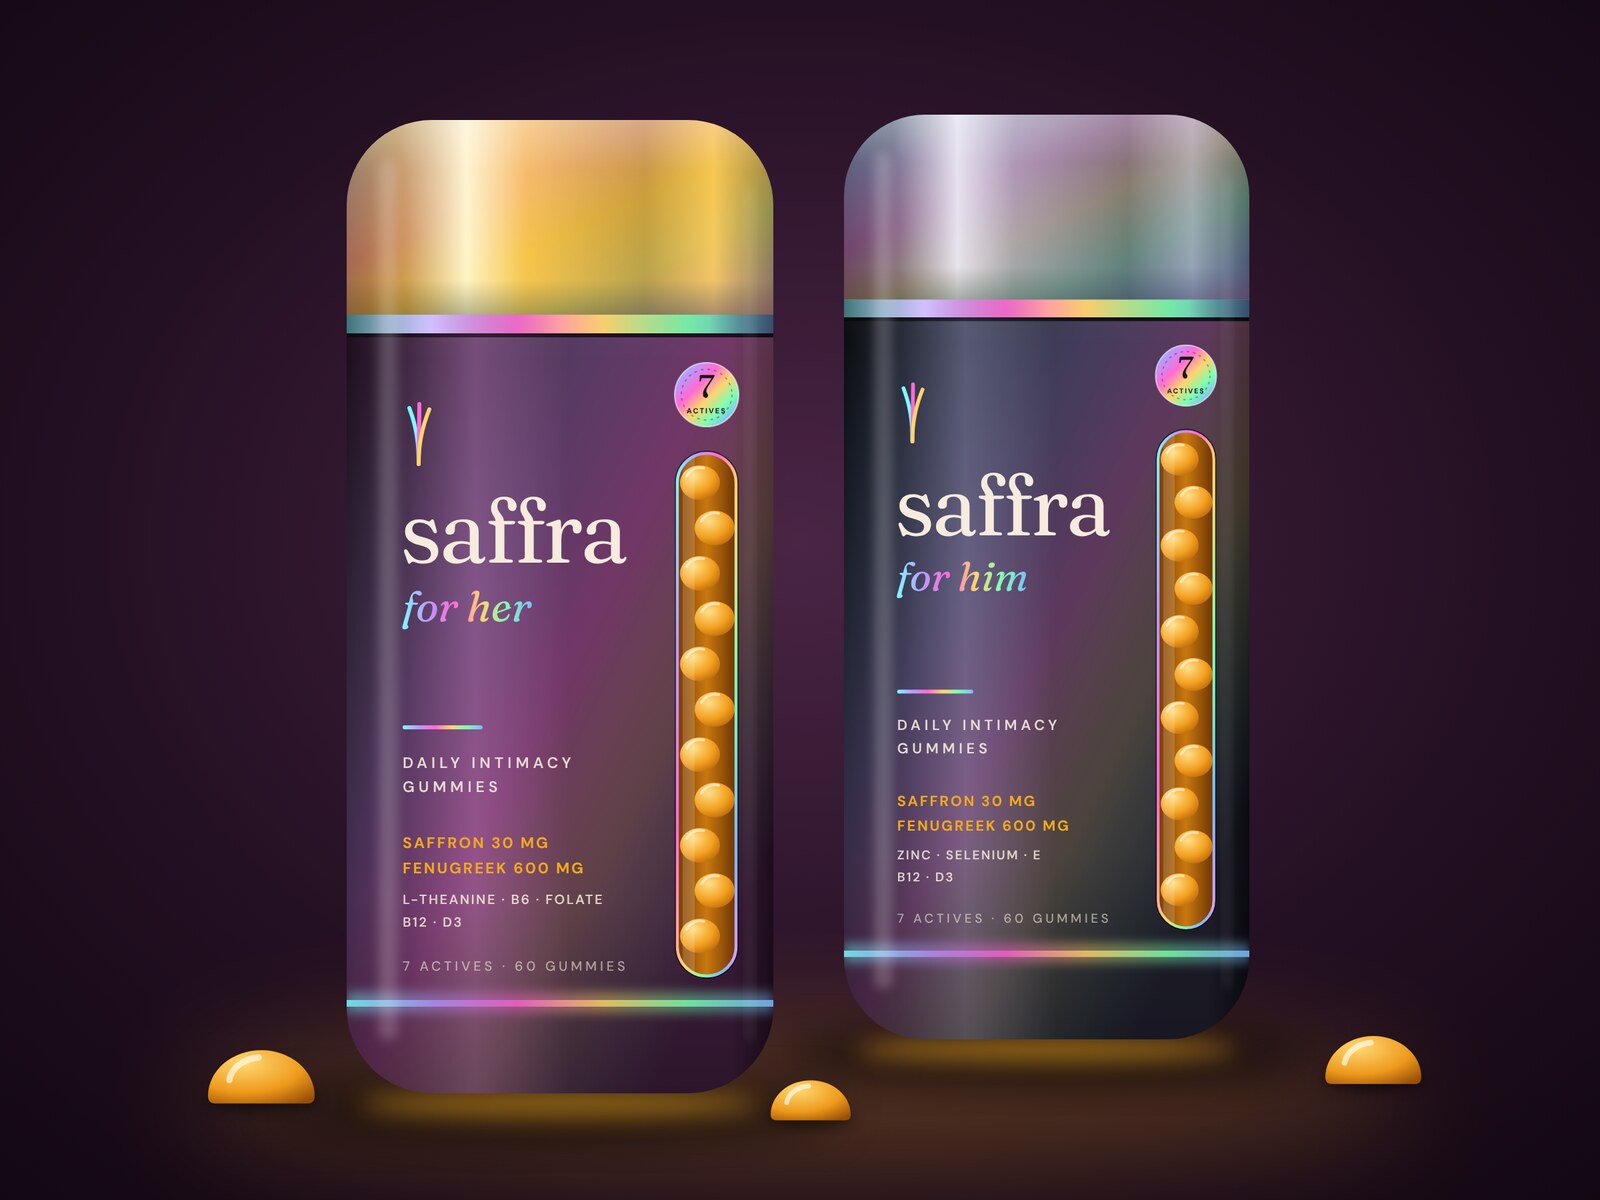 7
ACTIVES
saffra
for her
DAILY INTIMACY
GUMMIES
SAFFRON 30 MG
FENUGREEK 600 MG
L-THEANINE · B6 · FOLATE
B12 · D3
7 ACTIVES · 60 GUMMIES
7
ACTIVES
saffra
for him
DAILY INTIMACY
GUMMIES
SAFFRON 30 MG
FENUGREEK 600 MG
ZINC · SELENIUM · E
B12 · D3
7 ACTIVES · 60 GUMMIES